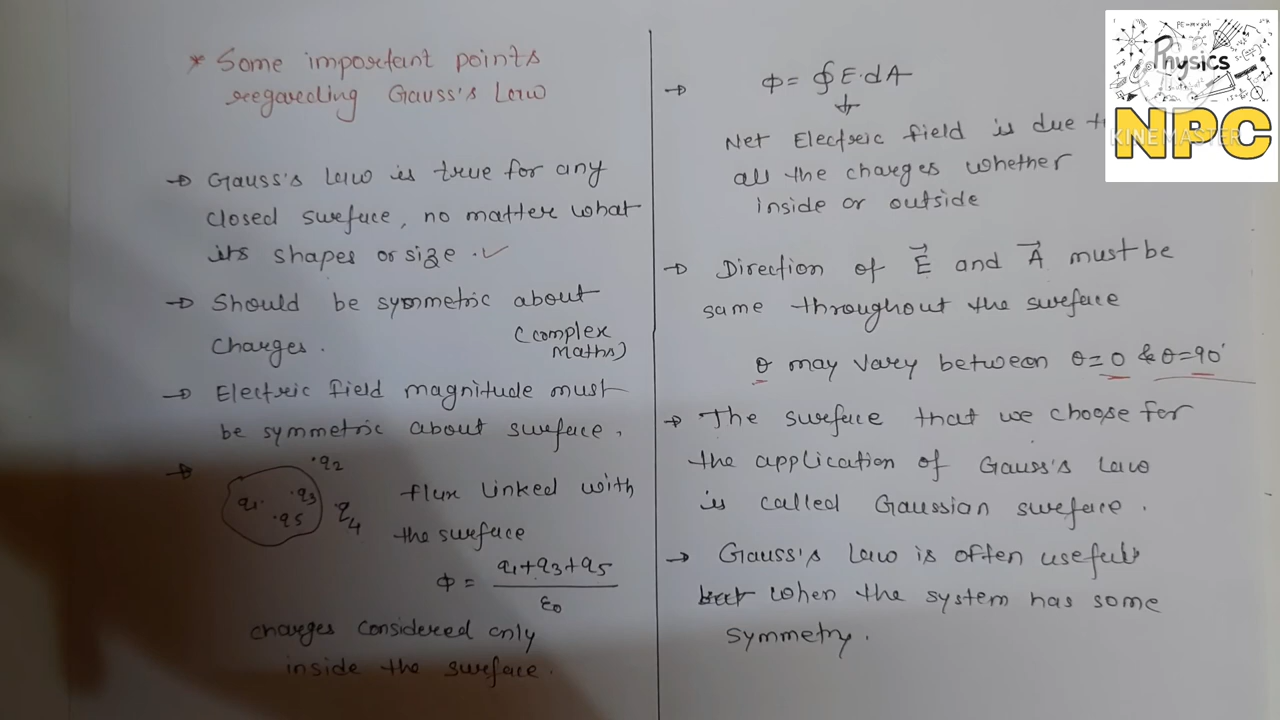 * Some important points
regarding Gauss's Law
→ Gauss's Law is true for any
closed surface, no matter what
its shapes or size.
→ Should be symmetric about
charges. (complex
maths)
→ Electric field magnitude must
be symmetric about surface.
→ q1 q3 q5 q2 q4
flux linked with
the surface
Φ = q1+q3+q5
ε0
charges considered only
inside the surface.
→ Φ = ∮E·dA
Net Electric field is due
all the charges whether
inside or outside
→ Direction of E⃗ and A⃗ must be
same throughout the surface
θ may vary between θ=0 & θ=90°
→ The surface that we choose for
the application of Gauss's Law
is called Gaussian surface.
→ Gauss's Law is often useful
when the system has some
symmetry.
Physics
NPC
KINEMASTER